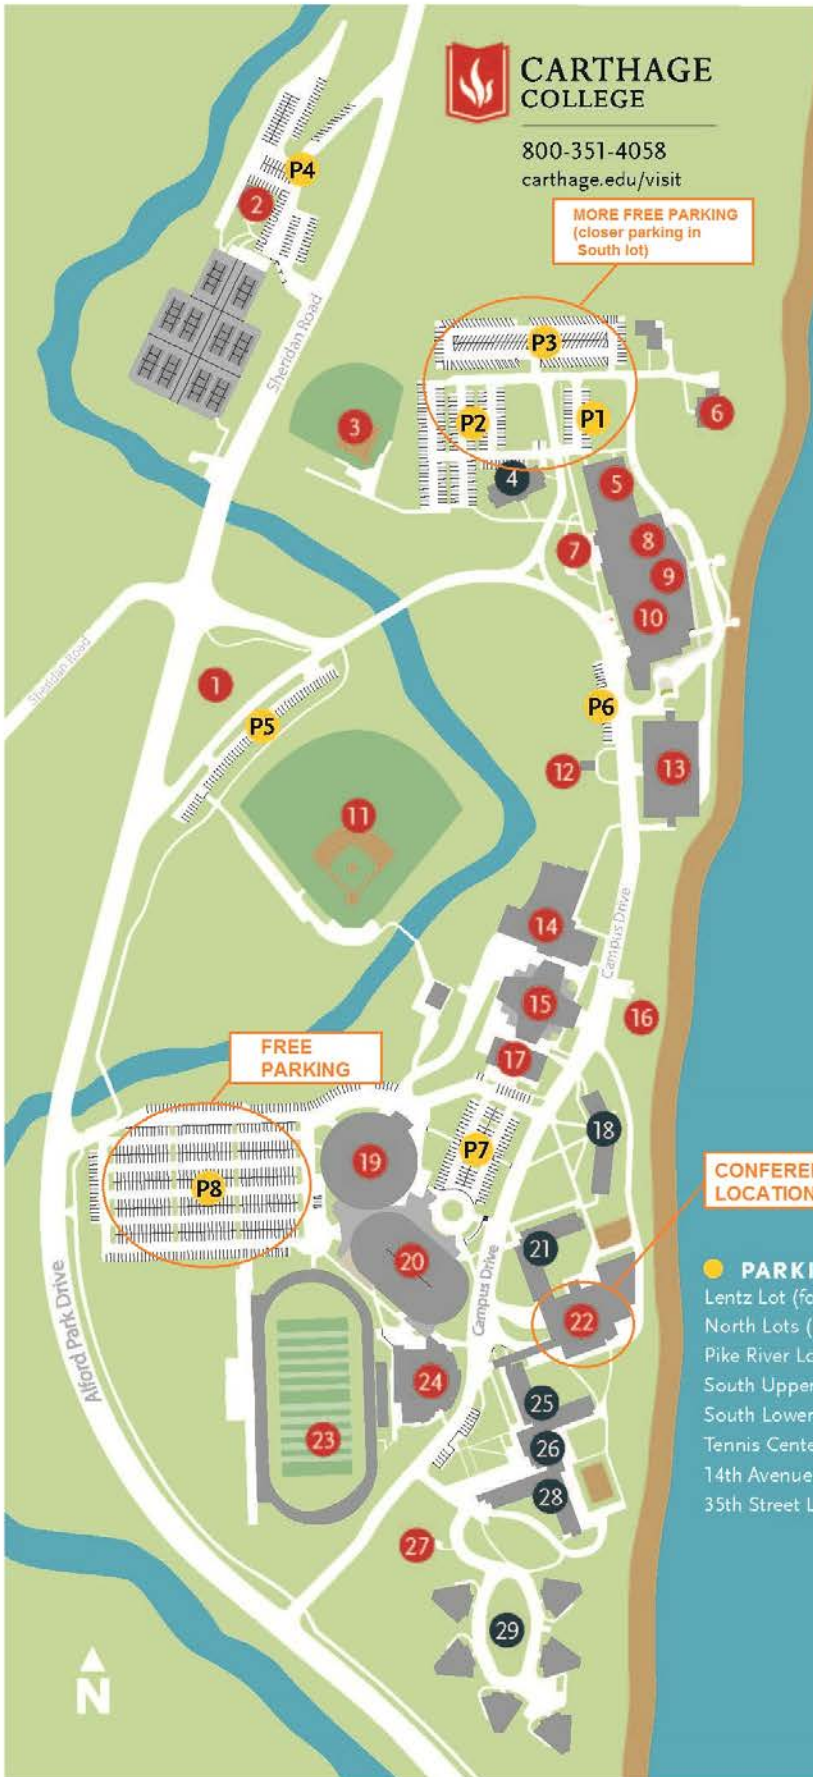 CARTHAGE
COLLEGE
800-351-4058
carthage.edu/visit
MORE FREE PARKING
(closer parking in
South lot)
P4
2
Sheridan Road
P3
P2
P1
3
6
4
5
7
8
9
10
Sheridan Road
1
P5
P6
12
13
11
14
Campus Drive
15
16
17
FREE
PARKING
18
P7
19
P8
CONFERE
LOCATION
21
20
Campus Drive
22
PARKI
Lentz Lot (fo
North Lots (
Pike River Lo
South Upper
South Lower
Tennis Cente
14th Avenue
35th Street L
Alford Park Drive
24
25
23
26
28
27
29
N